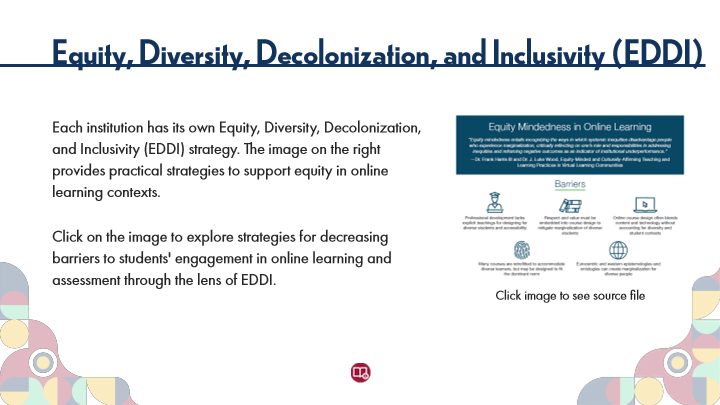 Equity, Diversity, Decolonization, and Inclusivity (EDDI)
Each institution has its own Equity, Diversity, Decolonization,
and Inclusivity (EDDI) strategy. The image on the right
provides practical strategies to support equity in online
learning contexts.
Click on the image to explore strategies for decreasing
barriers to students' engagement in online learning and
assessment through the lens of EDDI.
Equity Mindedness in Online Learning
"Equity mindedness entails recognizing the ways in which systemic inequities disadvantage people
who experience marginalization, critically reflecting on one's role and responsibilities in addressing
inequities and reframing negative outcomes as an indicator of institutional underperformance."
—Dr. Frank Harris III and Dr. J. Luke Wood, Equity-Minded and Culturally-Affirming Teaching and
Learning Practices in Virtual Learning Communities
Barriers
Professional development lacks
explicit teachings for designing for
diverse students and accessibility
Respect and value must be
embedded into course design to
mitigate marginalization of diverse
students
Online course design often blends
content and technology without
accounting for diversity and
student contexts
Many courses are retrofitted to accommodate
diverse learners, but may be designed to fit
the dominant norm
Eurocentric and western epistemologies and
ontologies can create marginalization for
diverse people
Click image to see source file